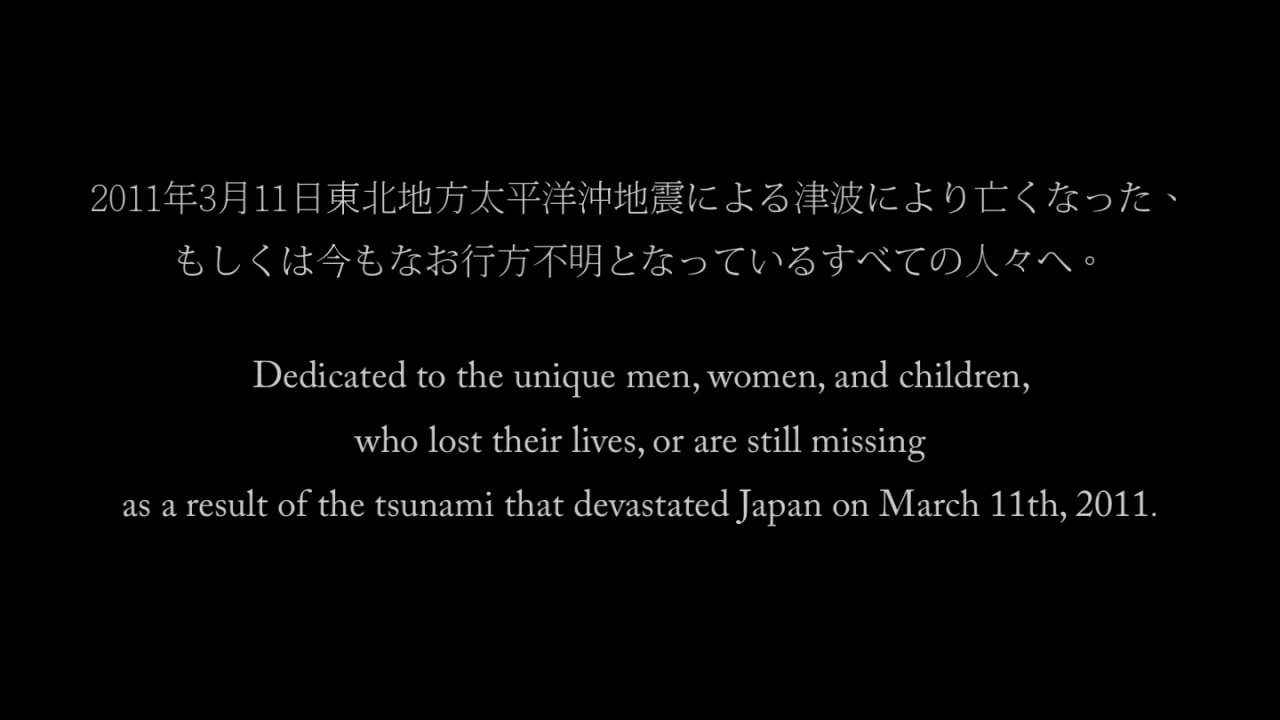 2011年3月11日東北地方太平洋沖地震による津波により亡くなった、
もしくは今もなお行方不明となっているすべての人々へ。
Dedicated to the unique men, women, and children,
who lost their lives, or are still missing
as a result of the tsunami that devastated Japan on March 11th, 2011.